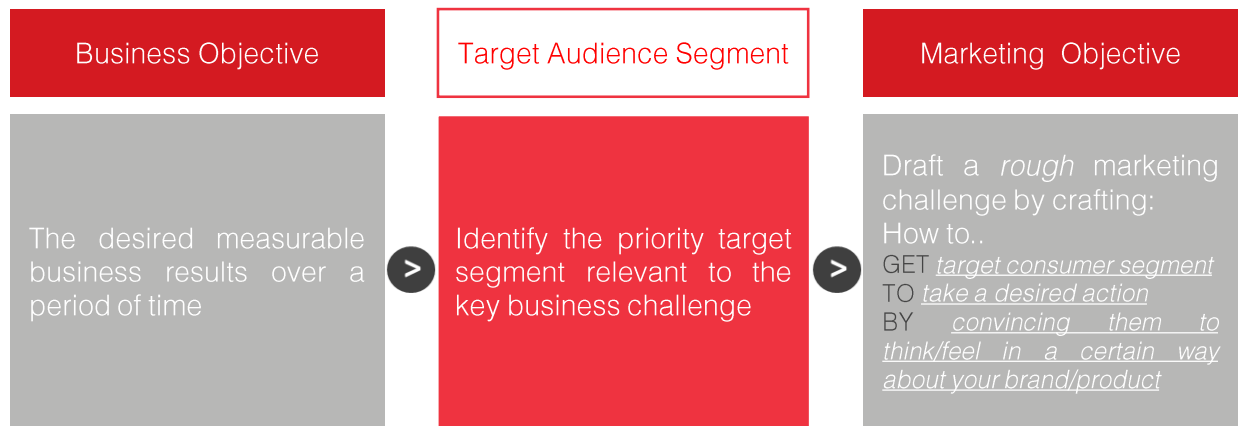 Business Objective
Target Audience Segment
Marketing Objective
The desired measurable
business results over a
period of time
>
Identify the priority target
segment relevant to the
key business challenge
>
Draft a rough marketing
challenge by crafting:
How to..
GET target consumer segment
TO take a desired action
BY convincing them to
think/feel in a certain way
about your brand/product